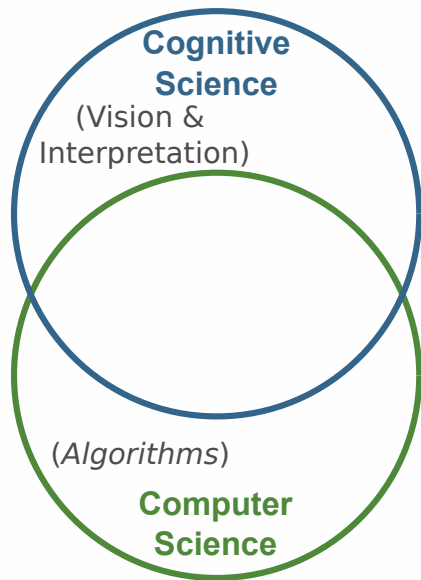 Cognitive
Science
(Vision &
Interpretation)
(Algorithms)
Computer
Science